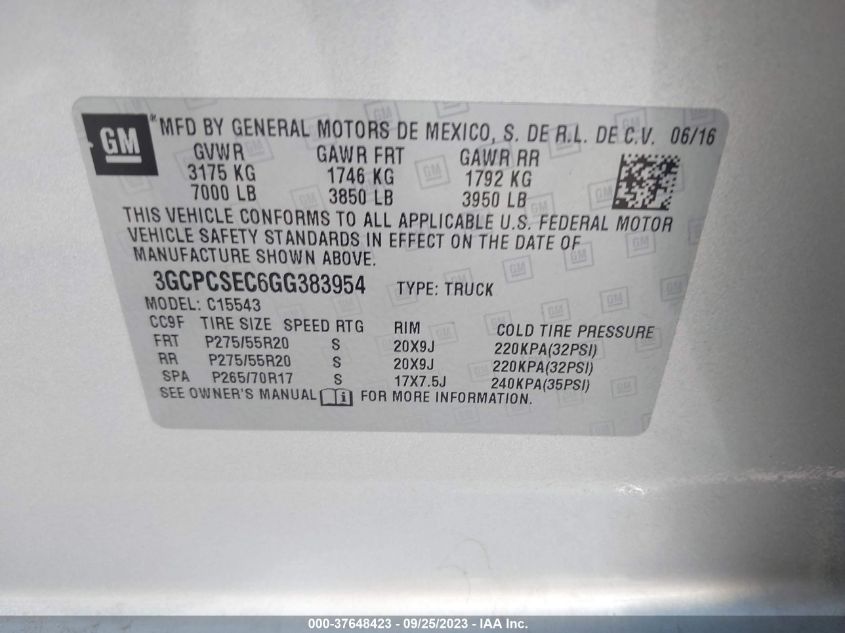 GM
® MFD BY GENERAL MOTORS DE MEXICO, S. DE R.L. DE C.V. 06/16
GVWR GAWR FRT GAWR RR
3175 KG 1746 KG 1792 KG
7000 LB 3850 LB 3950 LB
THIS VEHICLE CONFORMS TO ALL APPLICABLE U.S. FEDERAL MOTOR
VEHICLE SAFETY STANDARDS IN EFFECT ON THE DATE OF
MANUFACTURE SHOWN ABOVE.
3GCPCSEC6GG383954 TYPE: TRUCK
MODEL: C15543
CC9F TIRE SIZE SPEED RTG RIM COLD TIRE PRESSURE
FRT P275/55R20 S 20X9J 220KPA(32PSI)
RR P275/55R20 S 20X9J 220KPA(32PSI)
SPA P265/70R17 S 17X7.5J 240KPA(35PSI)
SEE OWNER'S MANUAL i FOR MORE INFORMATION.
000-37648423 - 09/25/2023 - IAA Inc.